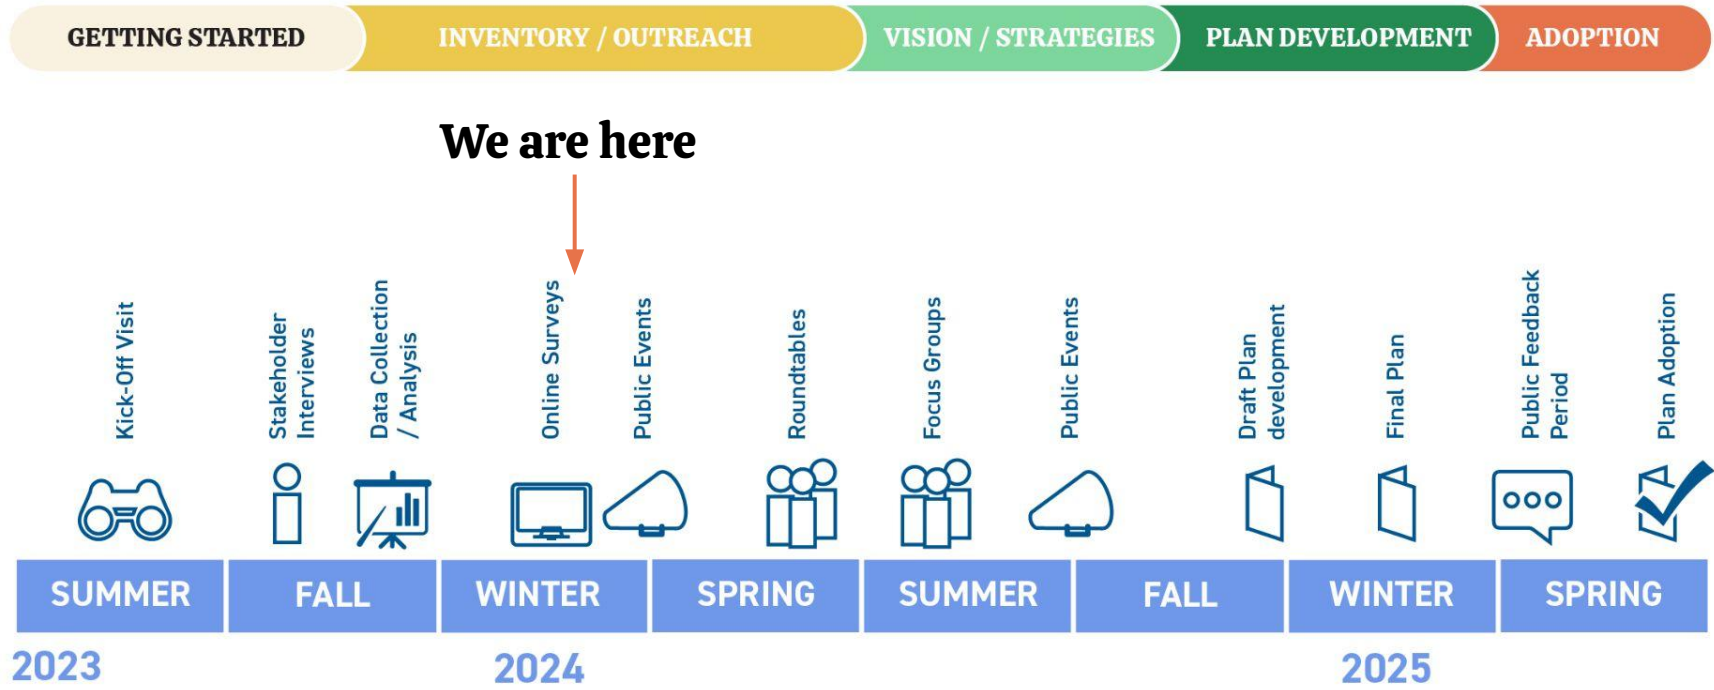 GETTING STARTED
INVENTORY / OUTREACH
VISION / STRATEGIES
PLAN DEVELOPMENT
ADOPTION
We are here
Kick-Off Visit
Stakeholder
Interviews
Data Collection
/ Analysis
Online Surveys
Public Events
Roundtables
Focus Groups
Public Events
Draft Plan
development
Final Plan
Public Feedback
Period
Plan Adoption
SUMMER
FALL
WINTER
SPRING
SUMMER
FALL
WINTER
SPRING
2023
2024
2025